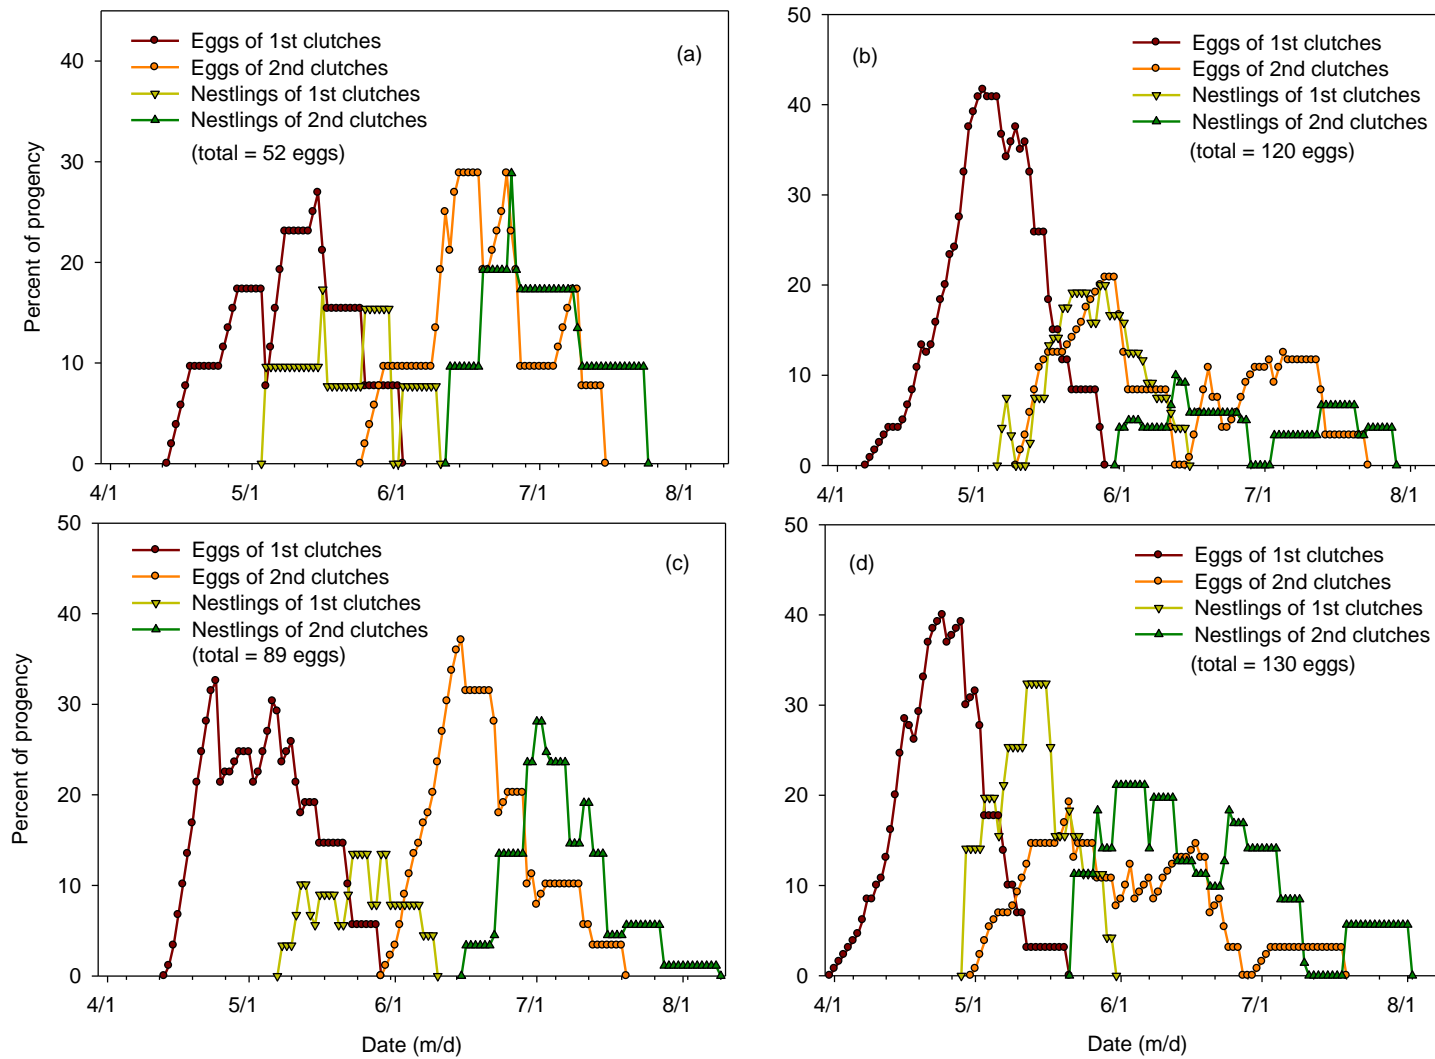 Eggs of 1st clutches
Eggs of 2nd clutches
Nestlings of 1st clutches
Nestlings of 2nd clutches
(total = 52 eggs)
(a)
Percent of progency
40
30
20
10
0
4/1 5/1 6/1 7/1 8/1
Eggs of 1st clutches
Eggs of 2nd clutches
Nestlings of 1st clutches
Nestlings of 2nd clutches
(total = 120 eggs)
(b)
50
40
30
20
10
0
4/1 5/1 6/1 7/1 8/1
Eggs of 1st clutches
Eggs of 2nd clutches
Nestlings of 1st clutches
Nestlings of 2nd clutches
(total = 89 eggs)
(c)
Percent of progency
50
40
30
20
10
0
4/1 5/1 6/1 7/1 8/1
Date (m/d)
Eggs of 1st clutches
Eggs of 2nd clutches
Nestlings of 1st clutches
Nestlings of 2nd clutches
(total = 130 eggs)
(d)
50
40
30
20
10
0
4/1 5/1 6/1 7/1 8/1
Date (m/d)